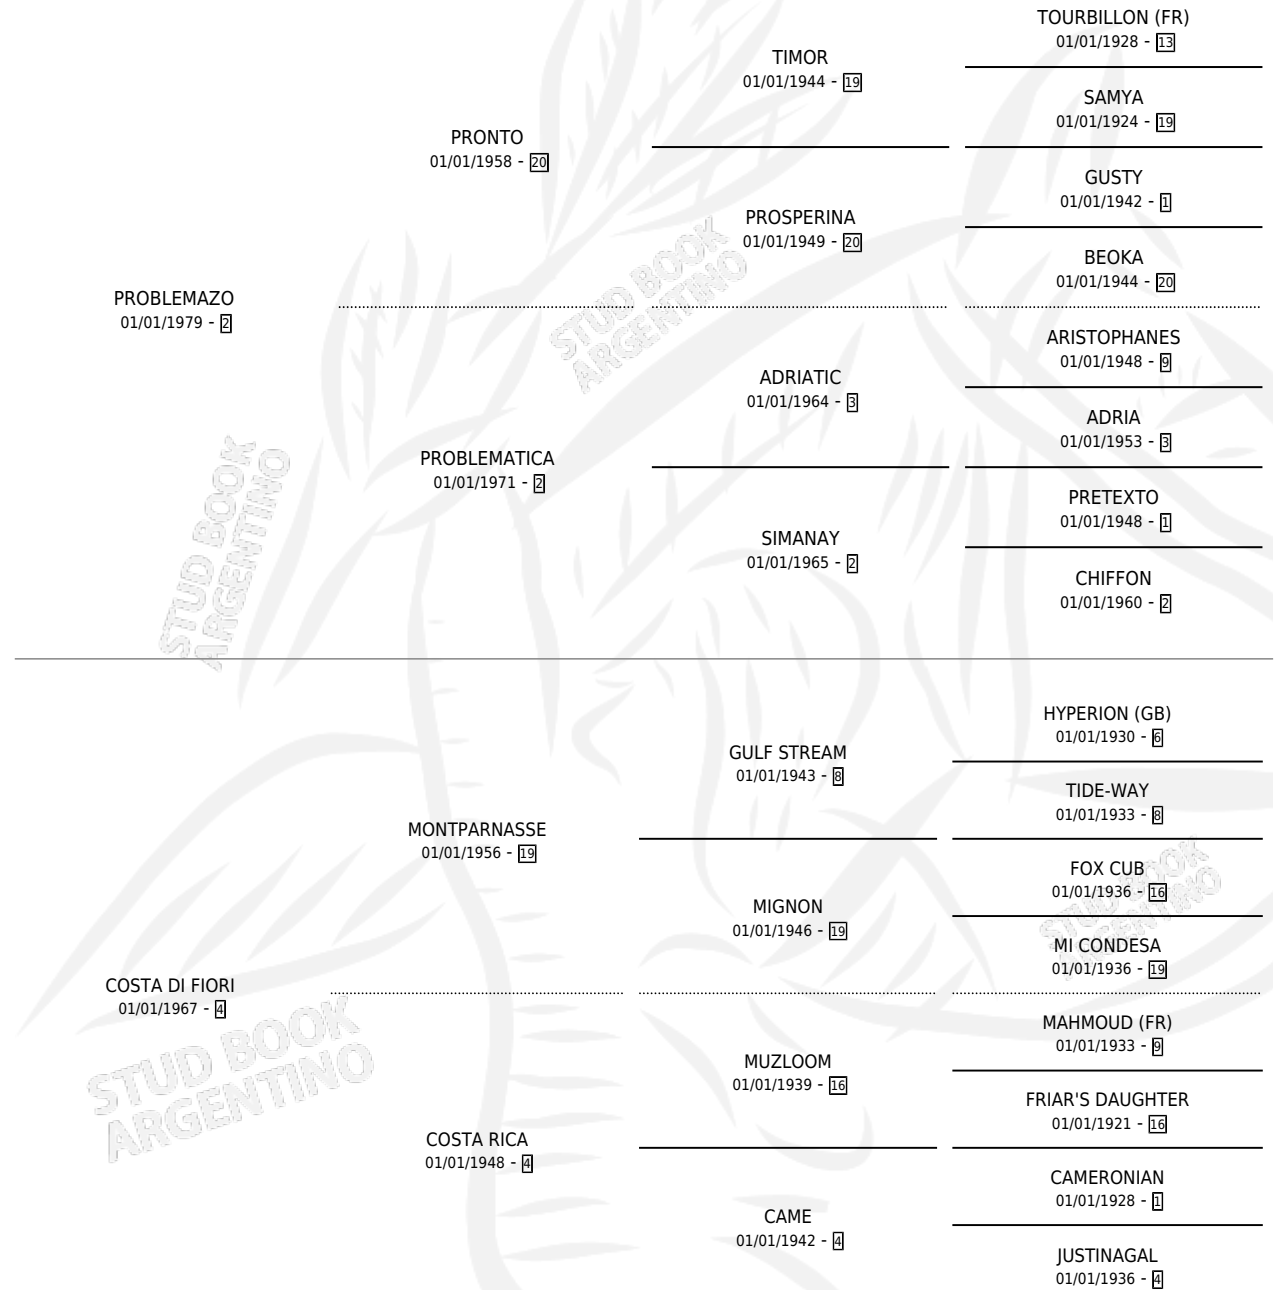 TOURBILLON (FR)
01/01/1928 - 13
TIMOR
01/01/1944 - 19
SAMYA
01/01/1924 - 19
PRONTO
01/01/1958 - 20
GUSTY
01/01/1942 - 1
PROSPERINA
01/01/1949 - 20
BEOKA
01/01/1944 - 20
PROBLEMAZO
01/01/1979 - 2
STUD BOOK
ARGENTINO
ARISTOPHANES
01/01/1948 - 9
ADRIATIC
01/01/1964 - 3
ADRIA
01/01/1953 - 3
PROBLEMATICA
01/01/1971 - 2
PRETEXTO
01/01/1948 - 1
SIMANAY
01/01/1965 - 2
CHIFFON
01/01/1960 - 2
STUD BOOK
ARGENTINO
HYPERION (GB)
01/01/1930 - 6
GULF STREAM
01/01/1943 - 8
TIDE-WAY
01/01/1933 - 8
MONTPARNASSE
01/01/1956 - 19
FOX CUB
01/01/1936 - 16
MIGNON
01/01/1946 - 19
MI CONDESA
01/01/1936 - 19
STUD BOOK
ARGENTINO
COSTA DI FIORI
01/01/1967 - 4
MAHMOUD (FR)
01/01/1933 - 9
MUZLOOM
01/01/1939 - 16
FRIAR'S DAUGHTER
01/01/1921 - 16
STUD BOOK
ARGENTINO
COSTA RICA
01/01/1948 - 4
CAMERONIAN
01/01/1928 - 1
CAME
01/01/1942 - 4
JUSTINAGAL
01/01/1936 - 4